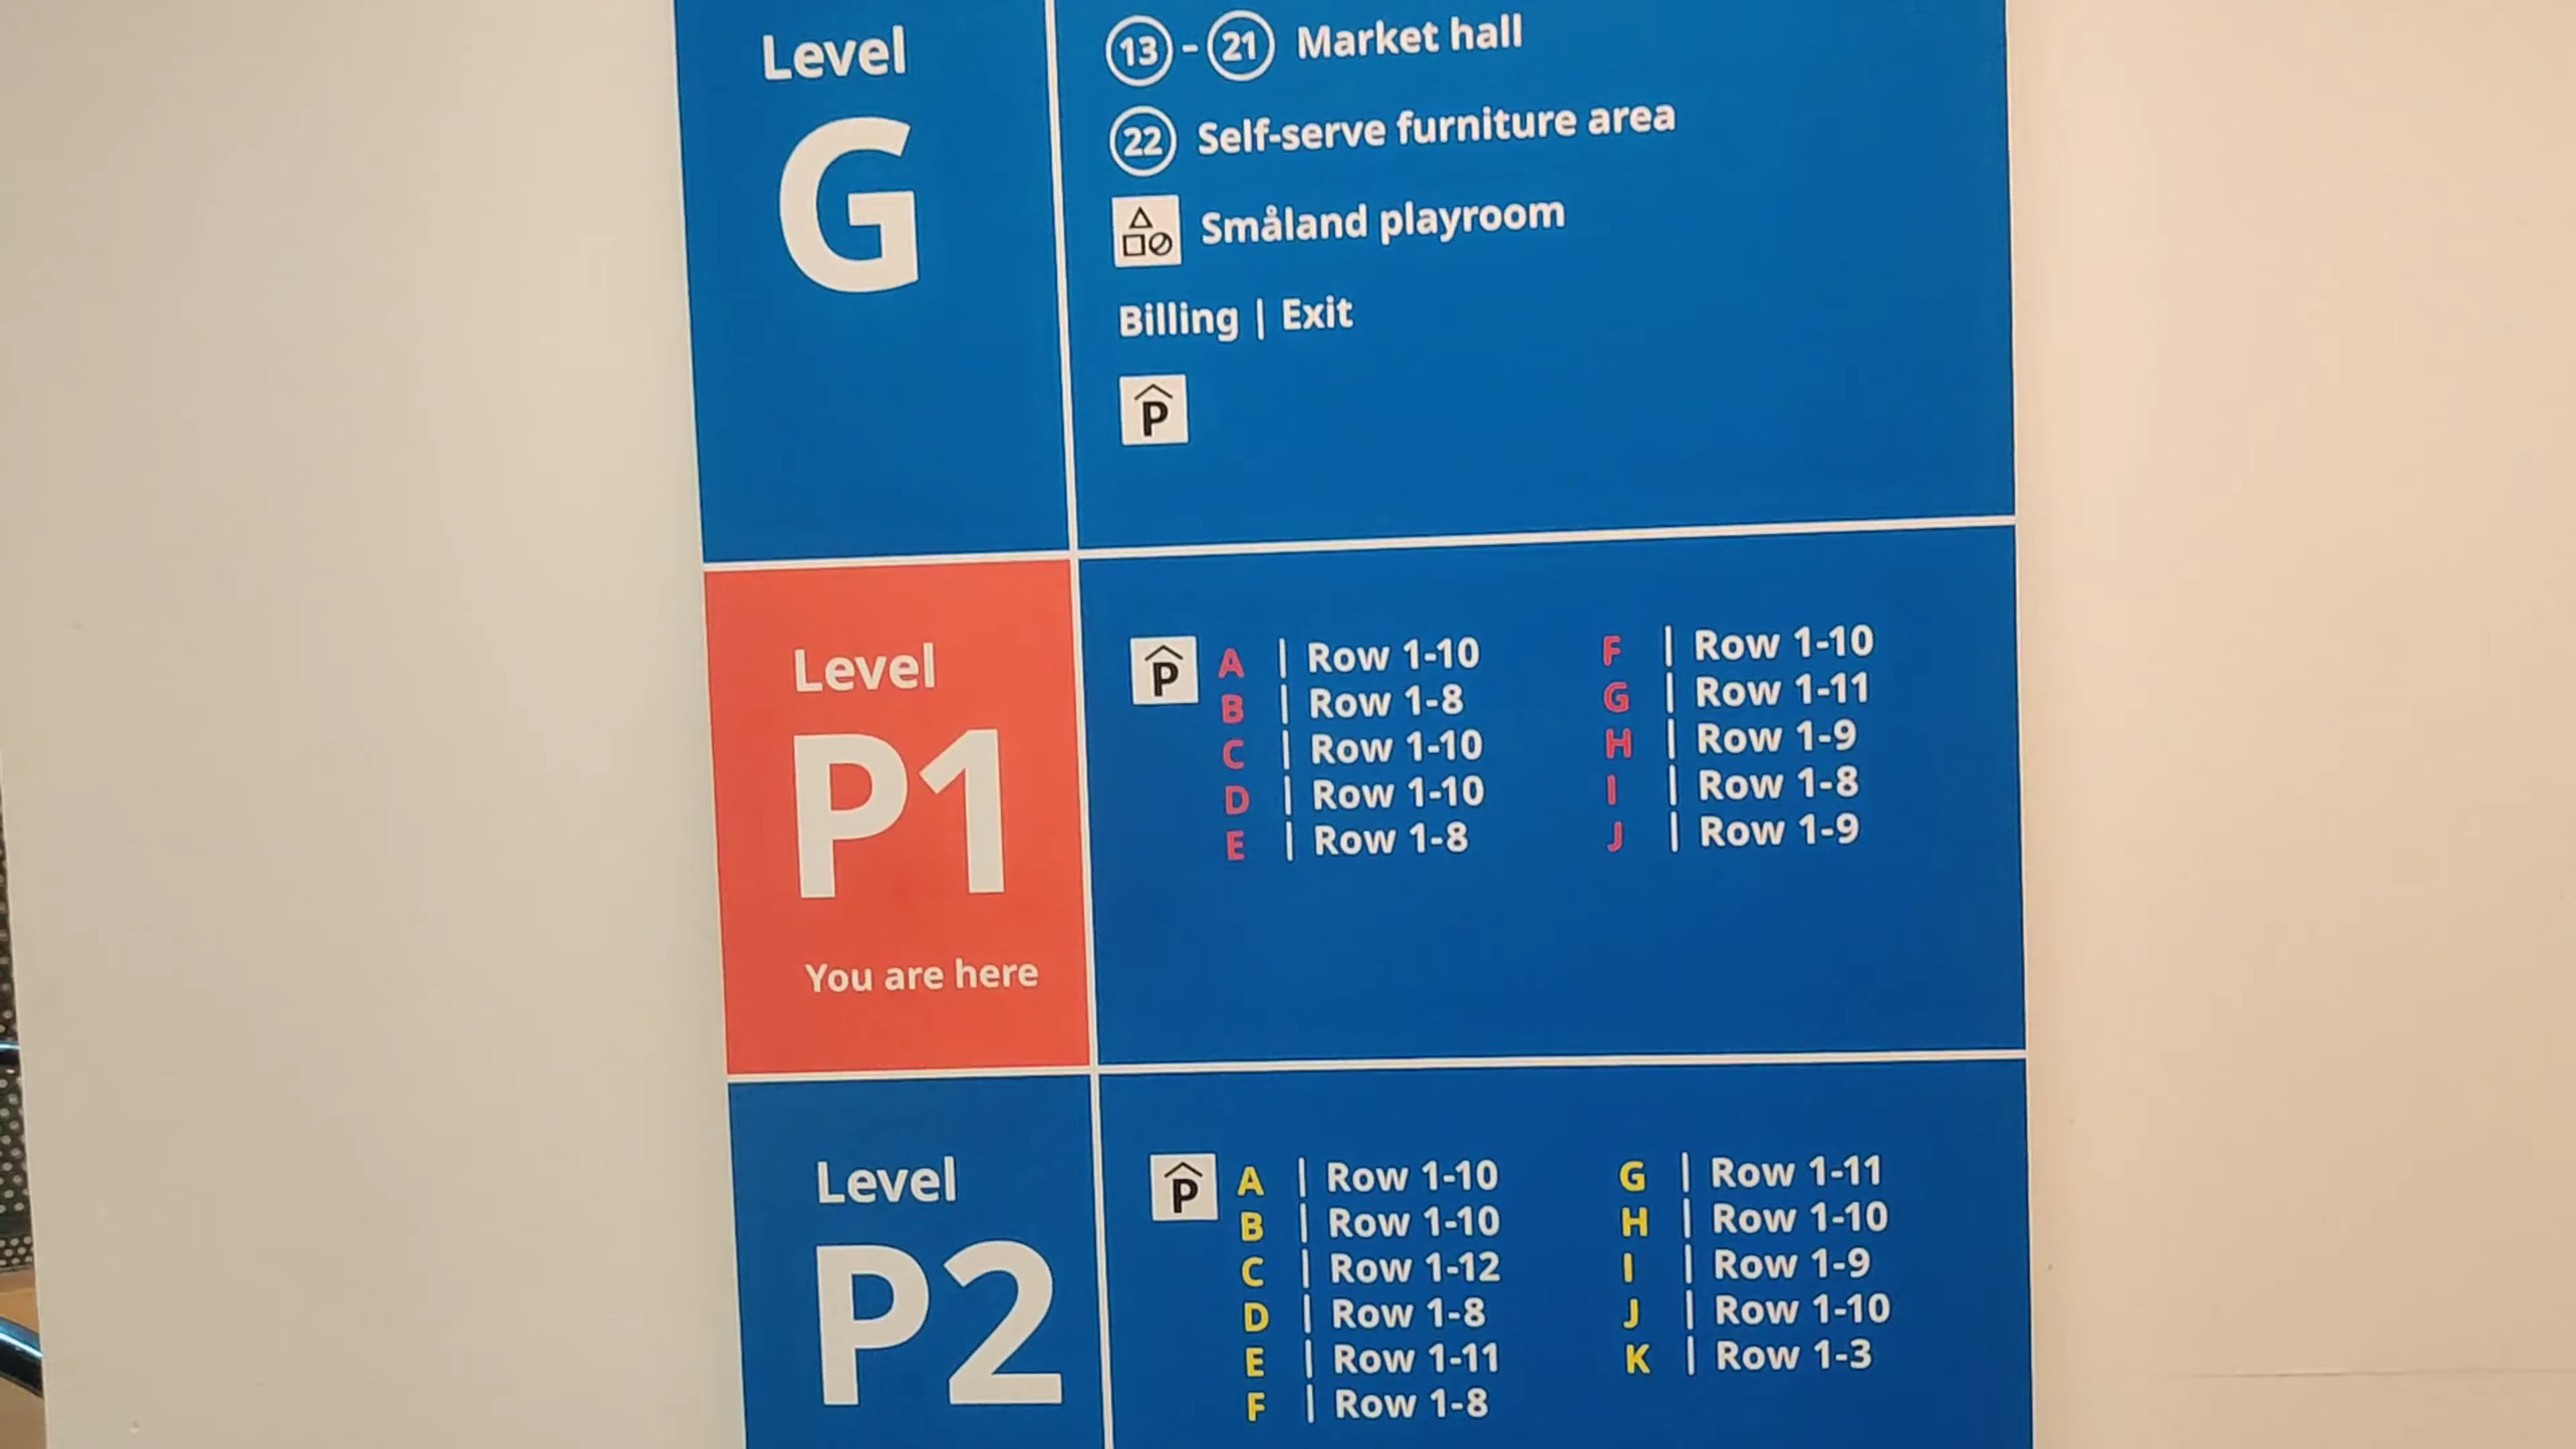 Level
G
13 - 21 Market hall
22 Self-serve furniture area
Småland playroom
Billing | Exit
P
Level
P1
You are here
P
A | Row 1-10
B | Row 1-8
C | Row 1-10
D | Row 1-10
E | Row 1-8
F | Row 1-10
G | Row 1-11
H | Row 1-9
I | Row 1-8
J | Row 1-9
Level
P2
P
A | Row 1-10
B | Row 1-10
C | Row 1-12
D | Row 1-8
E | Row 1-11
F | Row 1-8
G | Row 1-11
H | Row 1-10
I | Row 1-9
J | Row 1-10
K | Row 1-3